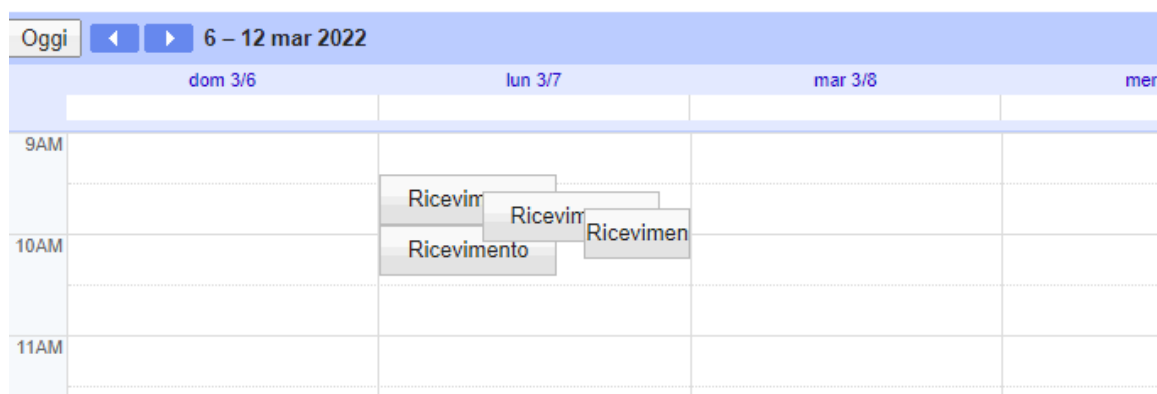 Oggi 6 – 12 mar 2022
dom 3/6 lun 3/7 mar 3/8 mer
9AM
Ricevim
Ricevim
Ricevimen
10AM
Ricevimento
11AM